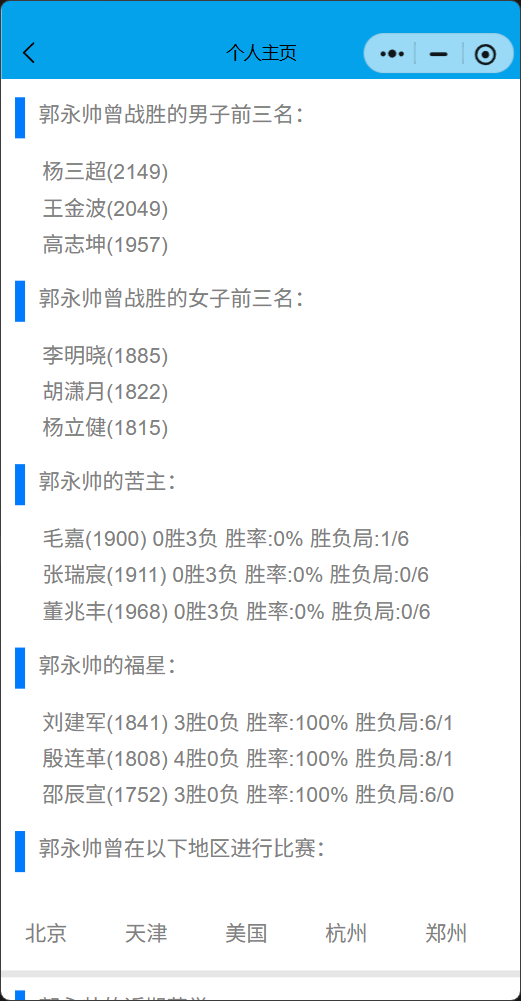 个人主页
郭永帅曾战胜的男子前三名：
杨三超(2149)
王金波(2049)
高志坤(1957)
郭永帅曾战胜的女子前三名：
李明晓(1885)
胡潇月(1822)
杨立健(1815)
郭永帅的苦主：
毛嘉(1900) 0胜3负 胜率:0% 胜负局:1/6
张瑞宸(1911) 0胜3负 胜率:0% 胜负局:0/6
董兆丰(1968) 0胜3负 胜率:0% 胜负局:0/6
郭永帅的福星：
刘建军(1841) 3胜0负 胜率:100% 胜负局:6/1
殷连革(1808) 4胜0负 胜率:100% 胜负局:8/1
邵辰宣(1752) 3胜0负 胜率:100% 胜负局:6/0
郭永帅曾在以下地区进行比赛：
北京 天津 美国 杭州 郑州